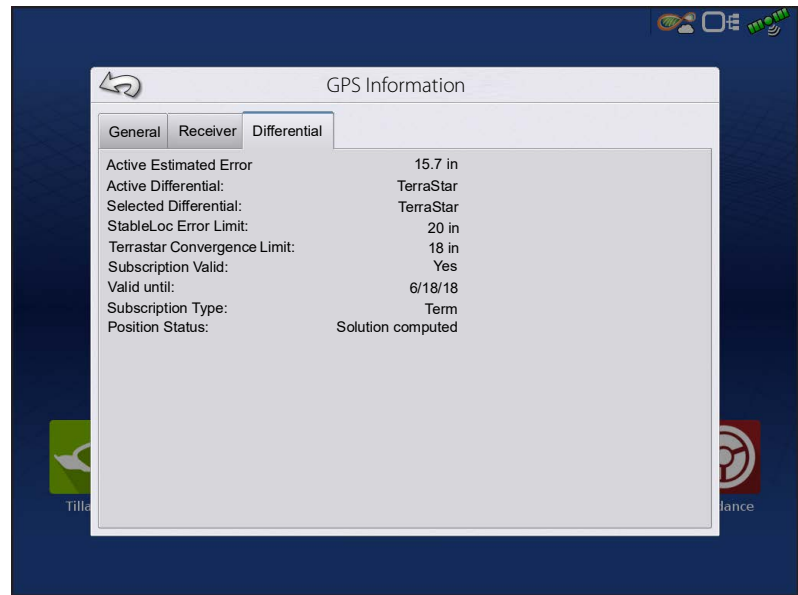 GPS Information
General Receiver Differential
Active Estimated Error 15.7 in
Active Differential: TerraStar
Selected Differential: TerraStar
StableLoc Error Limit: 20 in
Terrastar Convergence Limit: 18 in
Subscription Valid: Yes
Valid until: 6/18/18
Subscription Type: Term
Position Status: Solution computed
Tilla
dance